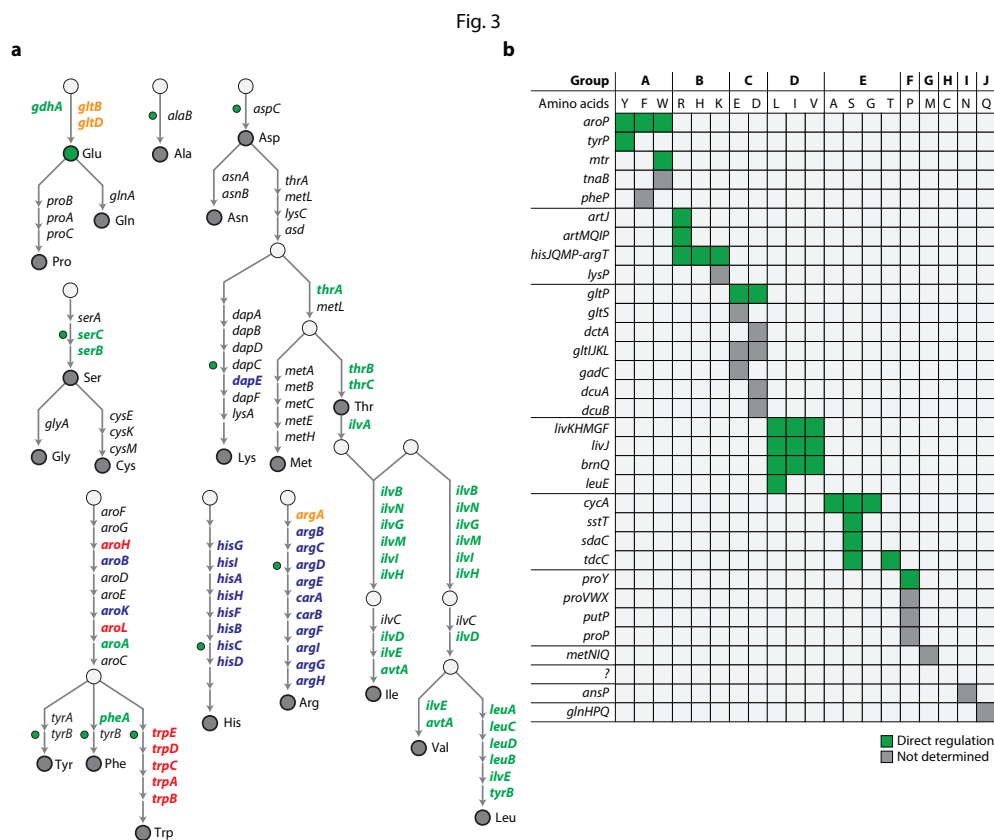 Fig. 3
a
gdhA
gltB
gltD
Glu
proB
proA
proC
Pro
glnA
Gln
alaB
Ala
aspC
Asp
asnA
asnB
Asn
thrA
metL
lysC
asd
dapA
dapB
dapD
dapC
dapE
dapF
lysA
Lys
thrA
metL
metA
metB
metC
metE
metH
Met
thrB
thrC
Thr
ilvA
ilvB
ilvN
ilvG
ilvM
ilvI
ilvH
ilvC
ilvD
ilvE
avtA
Ile
ilvB
ilvN
ilvG
ilvM
ilvI
ilvH
ilvC
ilvD
ilvE
avtA
Val
leuA
leuC
leuD
leuB
ilvE
tyrB
Leu
serA
serC
serB
Ser
glyA
Gly
cysE
cysK
cysM
Cys
aroF
aroG
aroH
aroB
aroD
aroE
aroK
aroL
aroA
aroC
tyrA
tyrB
Tyr
pheA
tyrB
Phe
trpE
trpD
trpC
trpA
trpB
Trp
hisG
hisI
hisA
hisH
hisF
hisB
hisC
hisD
His
argA
argB
argC
argD
argE
carA
carB
argF
argI
argG
argH
Arg
b
Group A B C D E F G H I J
Amino acids Y F W R H K E D L I V A S G T P M C N Q
aroP
tyrP
mtr
tnaB
pheP
artJ
artMQIP
hisJQMP-argT
lysP
gltP
gltS
dctA
gltIJKL
gadC
dcuA
dcuB
livKHMGF
livJ
brnQ
leuE
cycA
sstT
sdaC
tdcC
proY
proVWX
putP
proP
metNIQ
?
ansP
glnHPQ
Direct regulation
Not determined